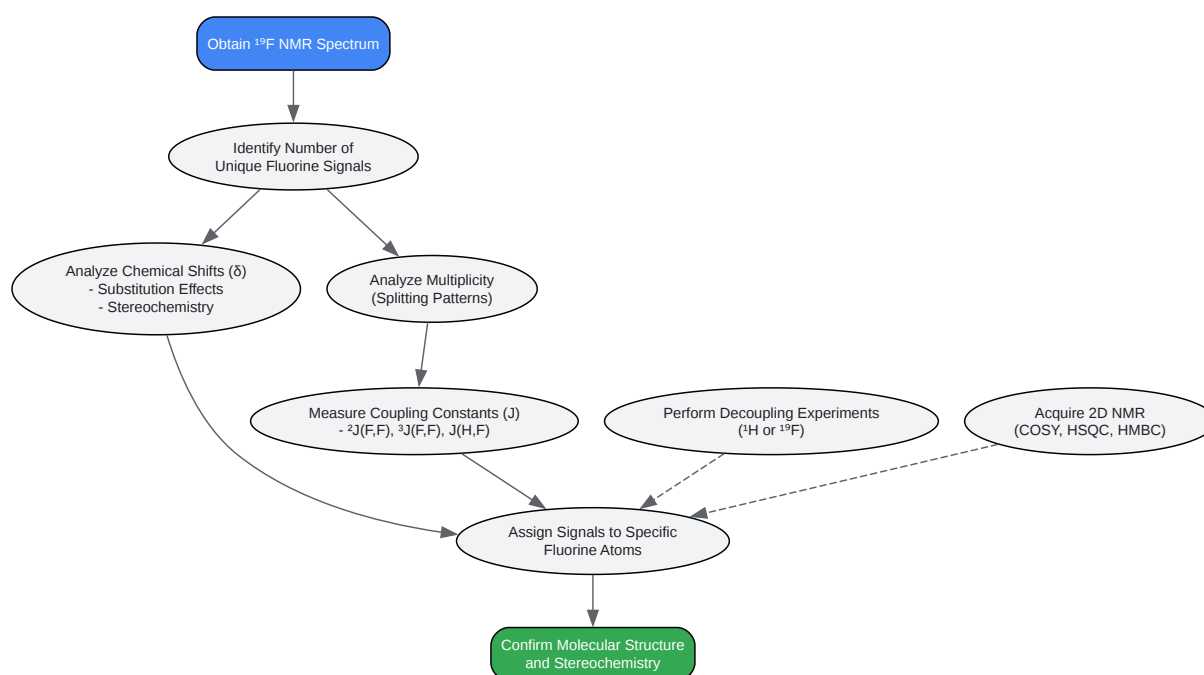 Obtain ¹⁹F NMR Spectrum
Identify Number of
Unique Fluorine Signals
Analyze Chemical Shifts (δ)
- Substitution Effects
- Stereochemistry
Analyze Multiplicity
(Splitting Patterns)
Measure Coupling Constants (J)
- ²J(F,F), ³J(F,F), J(H,F)
Perform Decoupling Experiments
(¹H or ¹⁹F)
Acquire 2D NMR
(COSY, HSQC, HMBC)
Assign Signals to Specific
Fluorine Atoms
Confirm Molecular Structure
and Stereochemistry